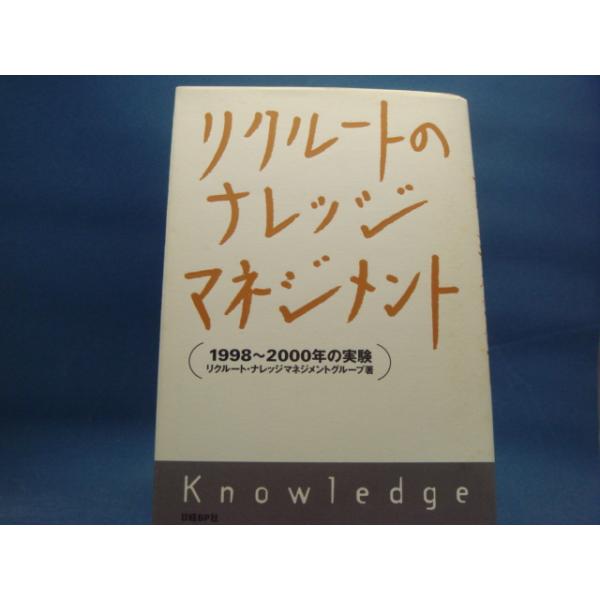 リクルートの
ナレッジ
マネジメント
1998〜2000年の実験
リクルート・ナレッジマネジメントグループ著
Knowledge
日経BP社